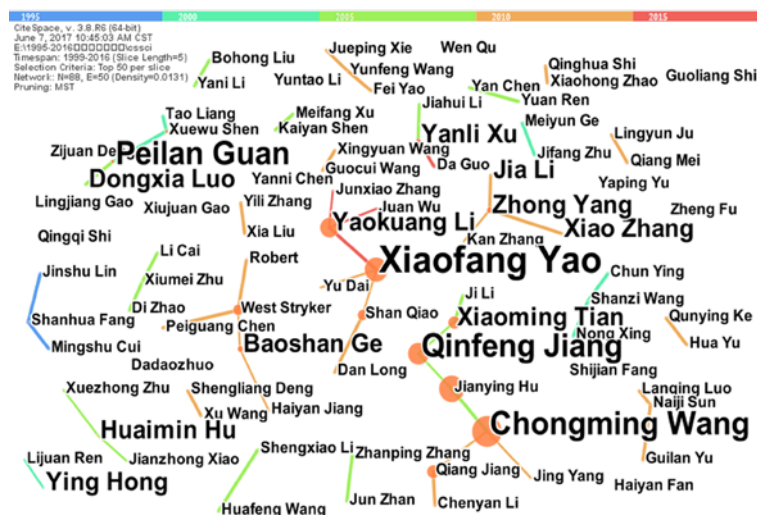 1995 2000 2005 2010 2015
CiteSpace, v. 3.8.R6 (64-bit)
June 7, 2017 10:45:03 AM CST
E:\1995-2016□□□□□□\cssci
Timespan: 1999-2016 (Slice Length=5)
Selection Criteria: Top 50 per slice
Network: N=88, E=50 (Density=0.0131)
Pruning: MST
Bohong Liu
Jueping Xie
Wen Qu
Yani Li
Yuntao Li
Yunfeng Wang
Fei Yao
Yan Chen
Yuan Ren
Qinghua Shi
Xiaohong Zhao
Guoliang Shi
Tao Liang
Xuewu Shen
Meifang Xu
Kaiyan Shen
Jiahui Li
Yanli Xu
Meiyun Ge
Jifang Zhu
Lingyun Ju
Qiang Mei
Zijuan
Peilan Guan
Dongxia Luo
Xingyuan Wang
Guocui Wang
Da Guo
Jia Li
Yaping Yu
Yanni Chen
Lingjiang Gao
Xiujuan Gao
Yili Zhang
Junxiao Zhang
Juan Wu
Yaokuang Li
Zhong Yang
Xiao Zhang
Zheng Fu
Qingqi Shi
Xia Liu
Kan Zhang
Li Cai
Robert
Xiaofang Yao
Jinshu Lin
Xiumei Zhu
Yu Dai
Chun Ying
Di Zhao
West Stryker
Shan Qiao
Ji Li
Shanzi Wang
Shanhua Fang
Peiguang Chen
Xiaoming Tian
Nong Xing
Qunying Ke
Hua Yu
Mingshu Cui
Baoshan Ge
Qinfeng Jiang
Dadaozhuo
Dan Long
Shijian Fang
Xuezhong Zhu
Shengliang Deng
Jianying Hu
Lanqing Luo
Naiji Sun
Xu Wang
Haiyan Jiang
Huaimin Hu
Chongming Wang
Lijuan Ren
Jianzhong Xiao
Shengxiao Li
Zhanping Zhang
Guilan Yu
Ying Hong
Qiang Jiang
Jing Yang
Haiyan Fan
Huafeng Wang
Jun Zhan
Chenyan Li